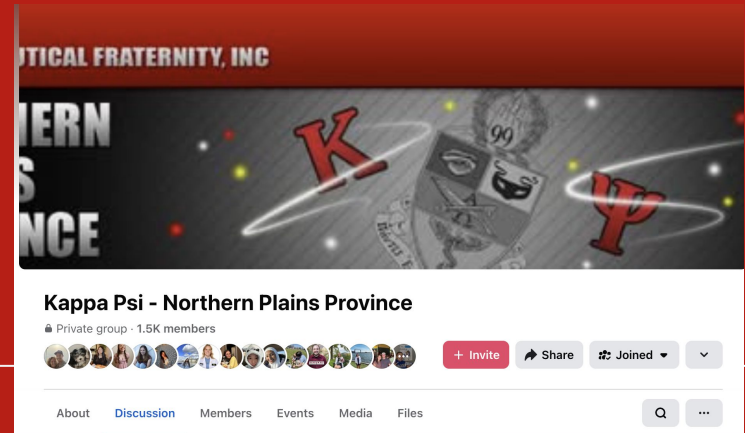 UTICAL FRATERNITY, INC
HERN
S
NCE
Κ
99
Ψ
Kappa Psi - Northern Plains Province
Private group · 1.5K members
+ Invite
Share
Joined
About
Discussion
Members
Events
Media
Files
...